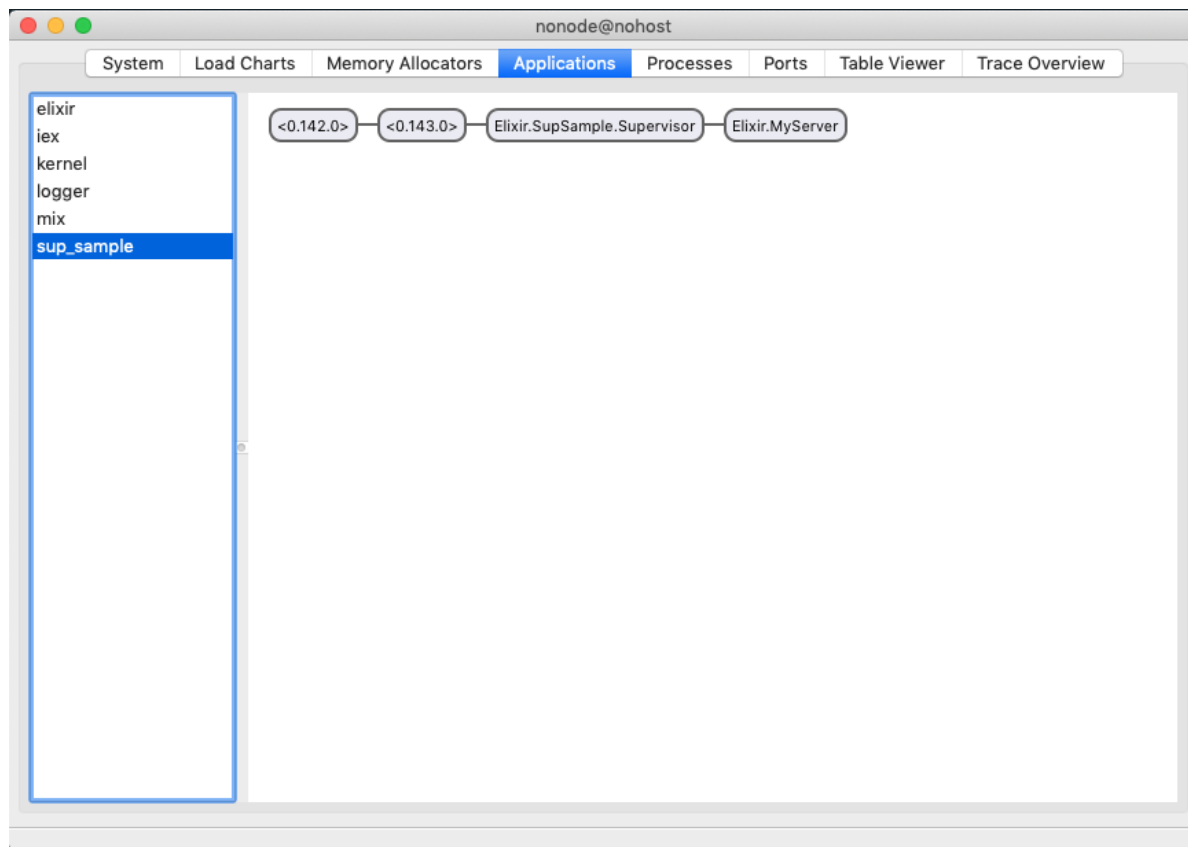 nonode@nohost
System Load Charts Memory Allocators Applications Processes Ports Table Viewer Trace Overview
elixir
iex
kernel
logger
mix
sup_sample
<0.142.0> <0.143.0> Elixir.SupSample.Supervisor Elixir.MyServer